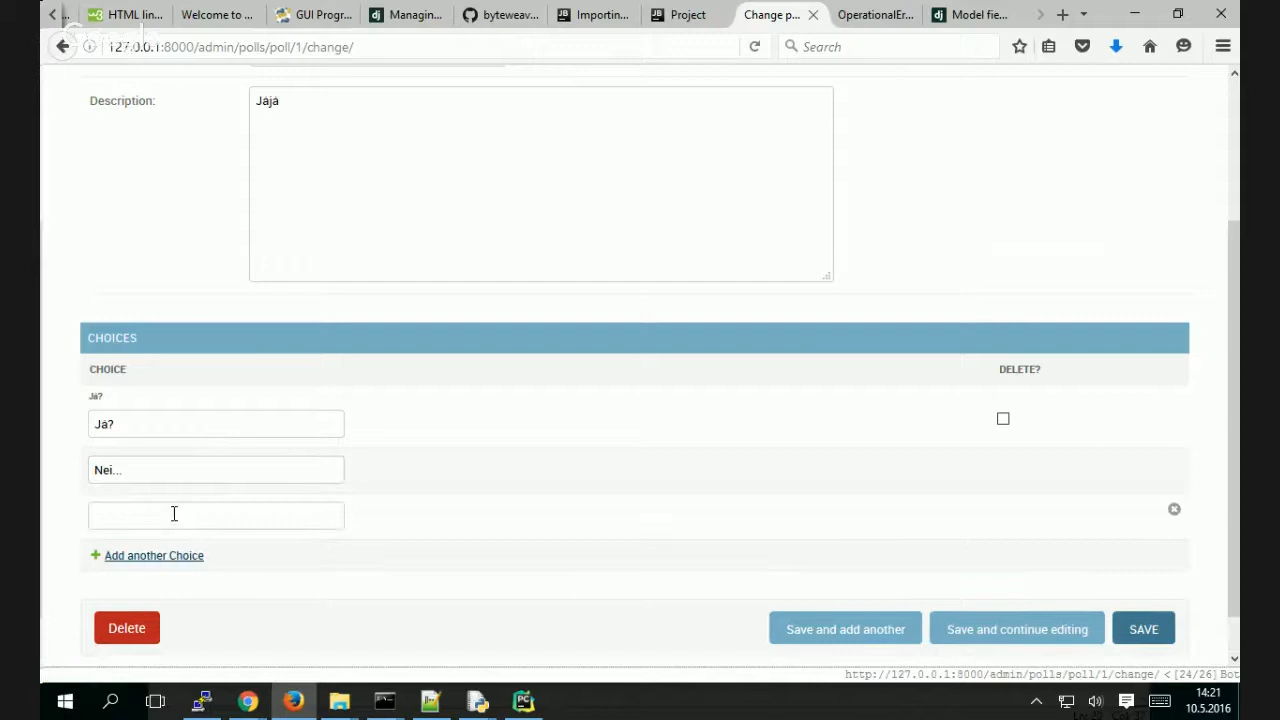 HTML lin...
Welcome to ...
GUI Progr...
Managin...
byteweav...
Importin...
Project
Change p...
OperationalEr...
Model fie...
127.0.0.1:8000/admin/polls/poll/1/change/
Search
Description:
Jájá
CHOICES
CHOICE
DELETE?
Já?
Já?
Nei...
Add another Choice
Delete
Save and add another
Save and continue editing
SAVE
http://127.0.0.1:8000/admin/polls/poll/1/change/ < [24/26] Bot
14:21
10.5.2016